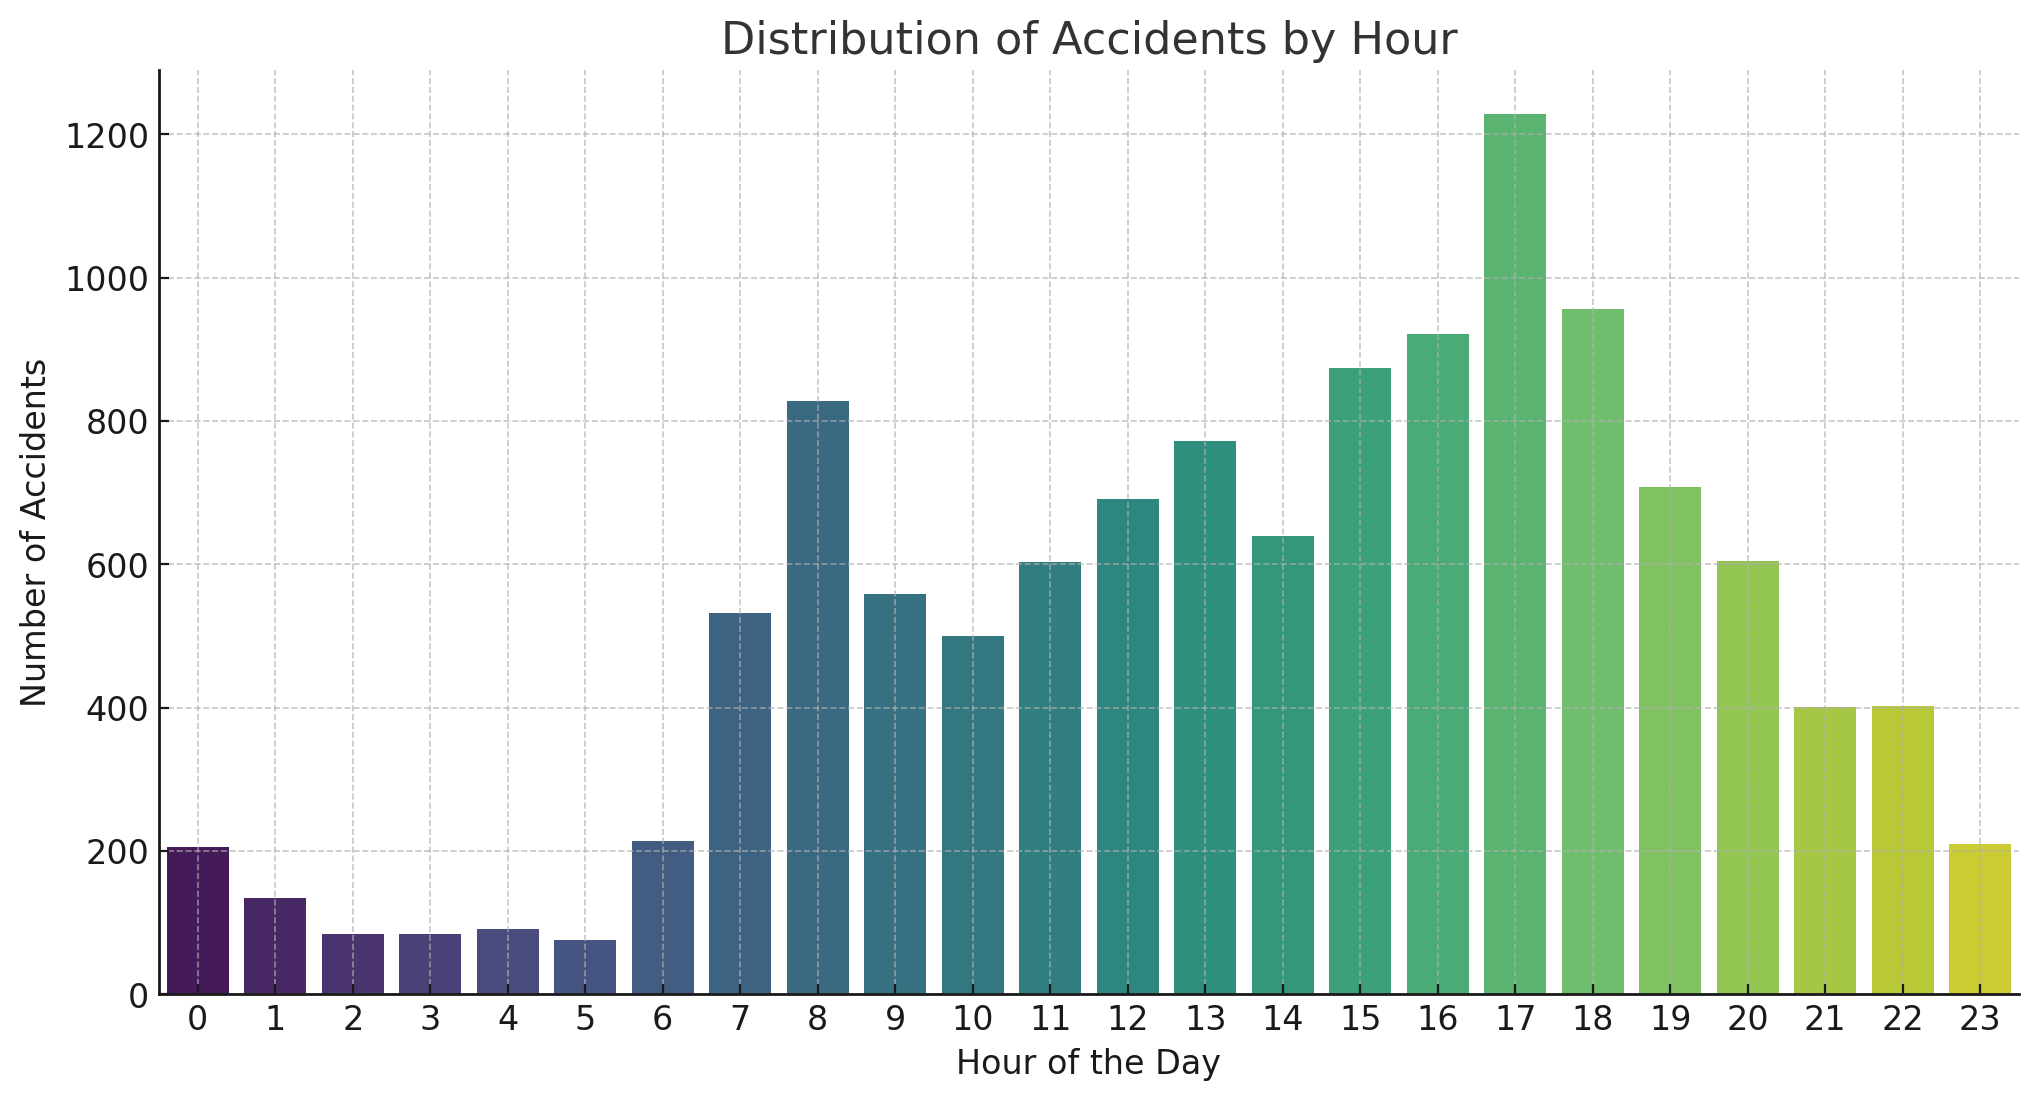 Distribution of Accidents by Hour
Number of Accidents
1200
1000
800
600
400
200
0
0 1 2 3 4 5 6 7 8 9 10 11 12 13 14 15 16 17 18 19 20 21 22 23
Hour of the Day